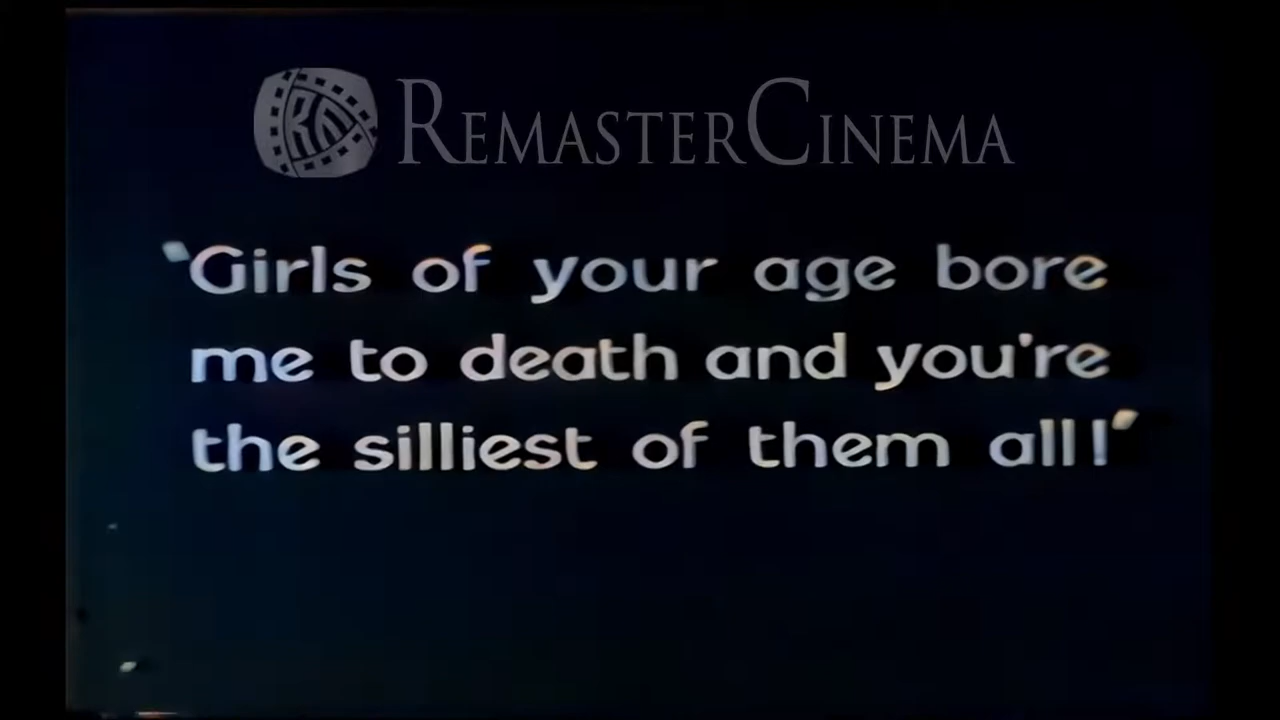 REMASTERCINEMA
"Girls of your age bore
me to death and you're
the silliest of them all!"